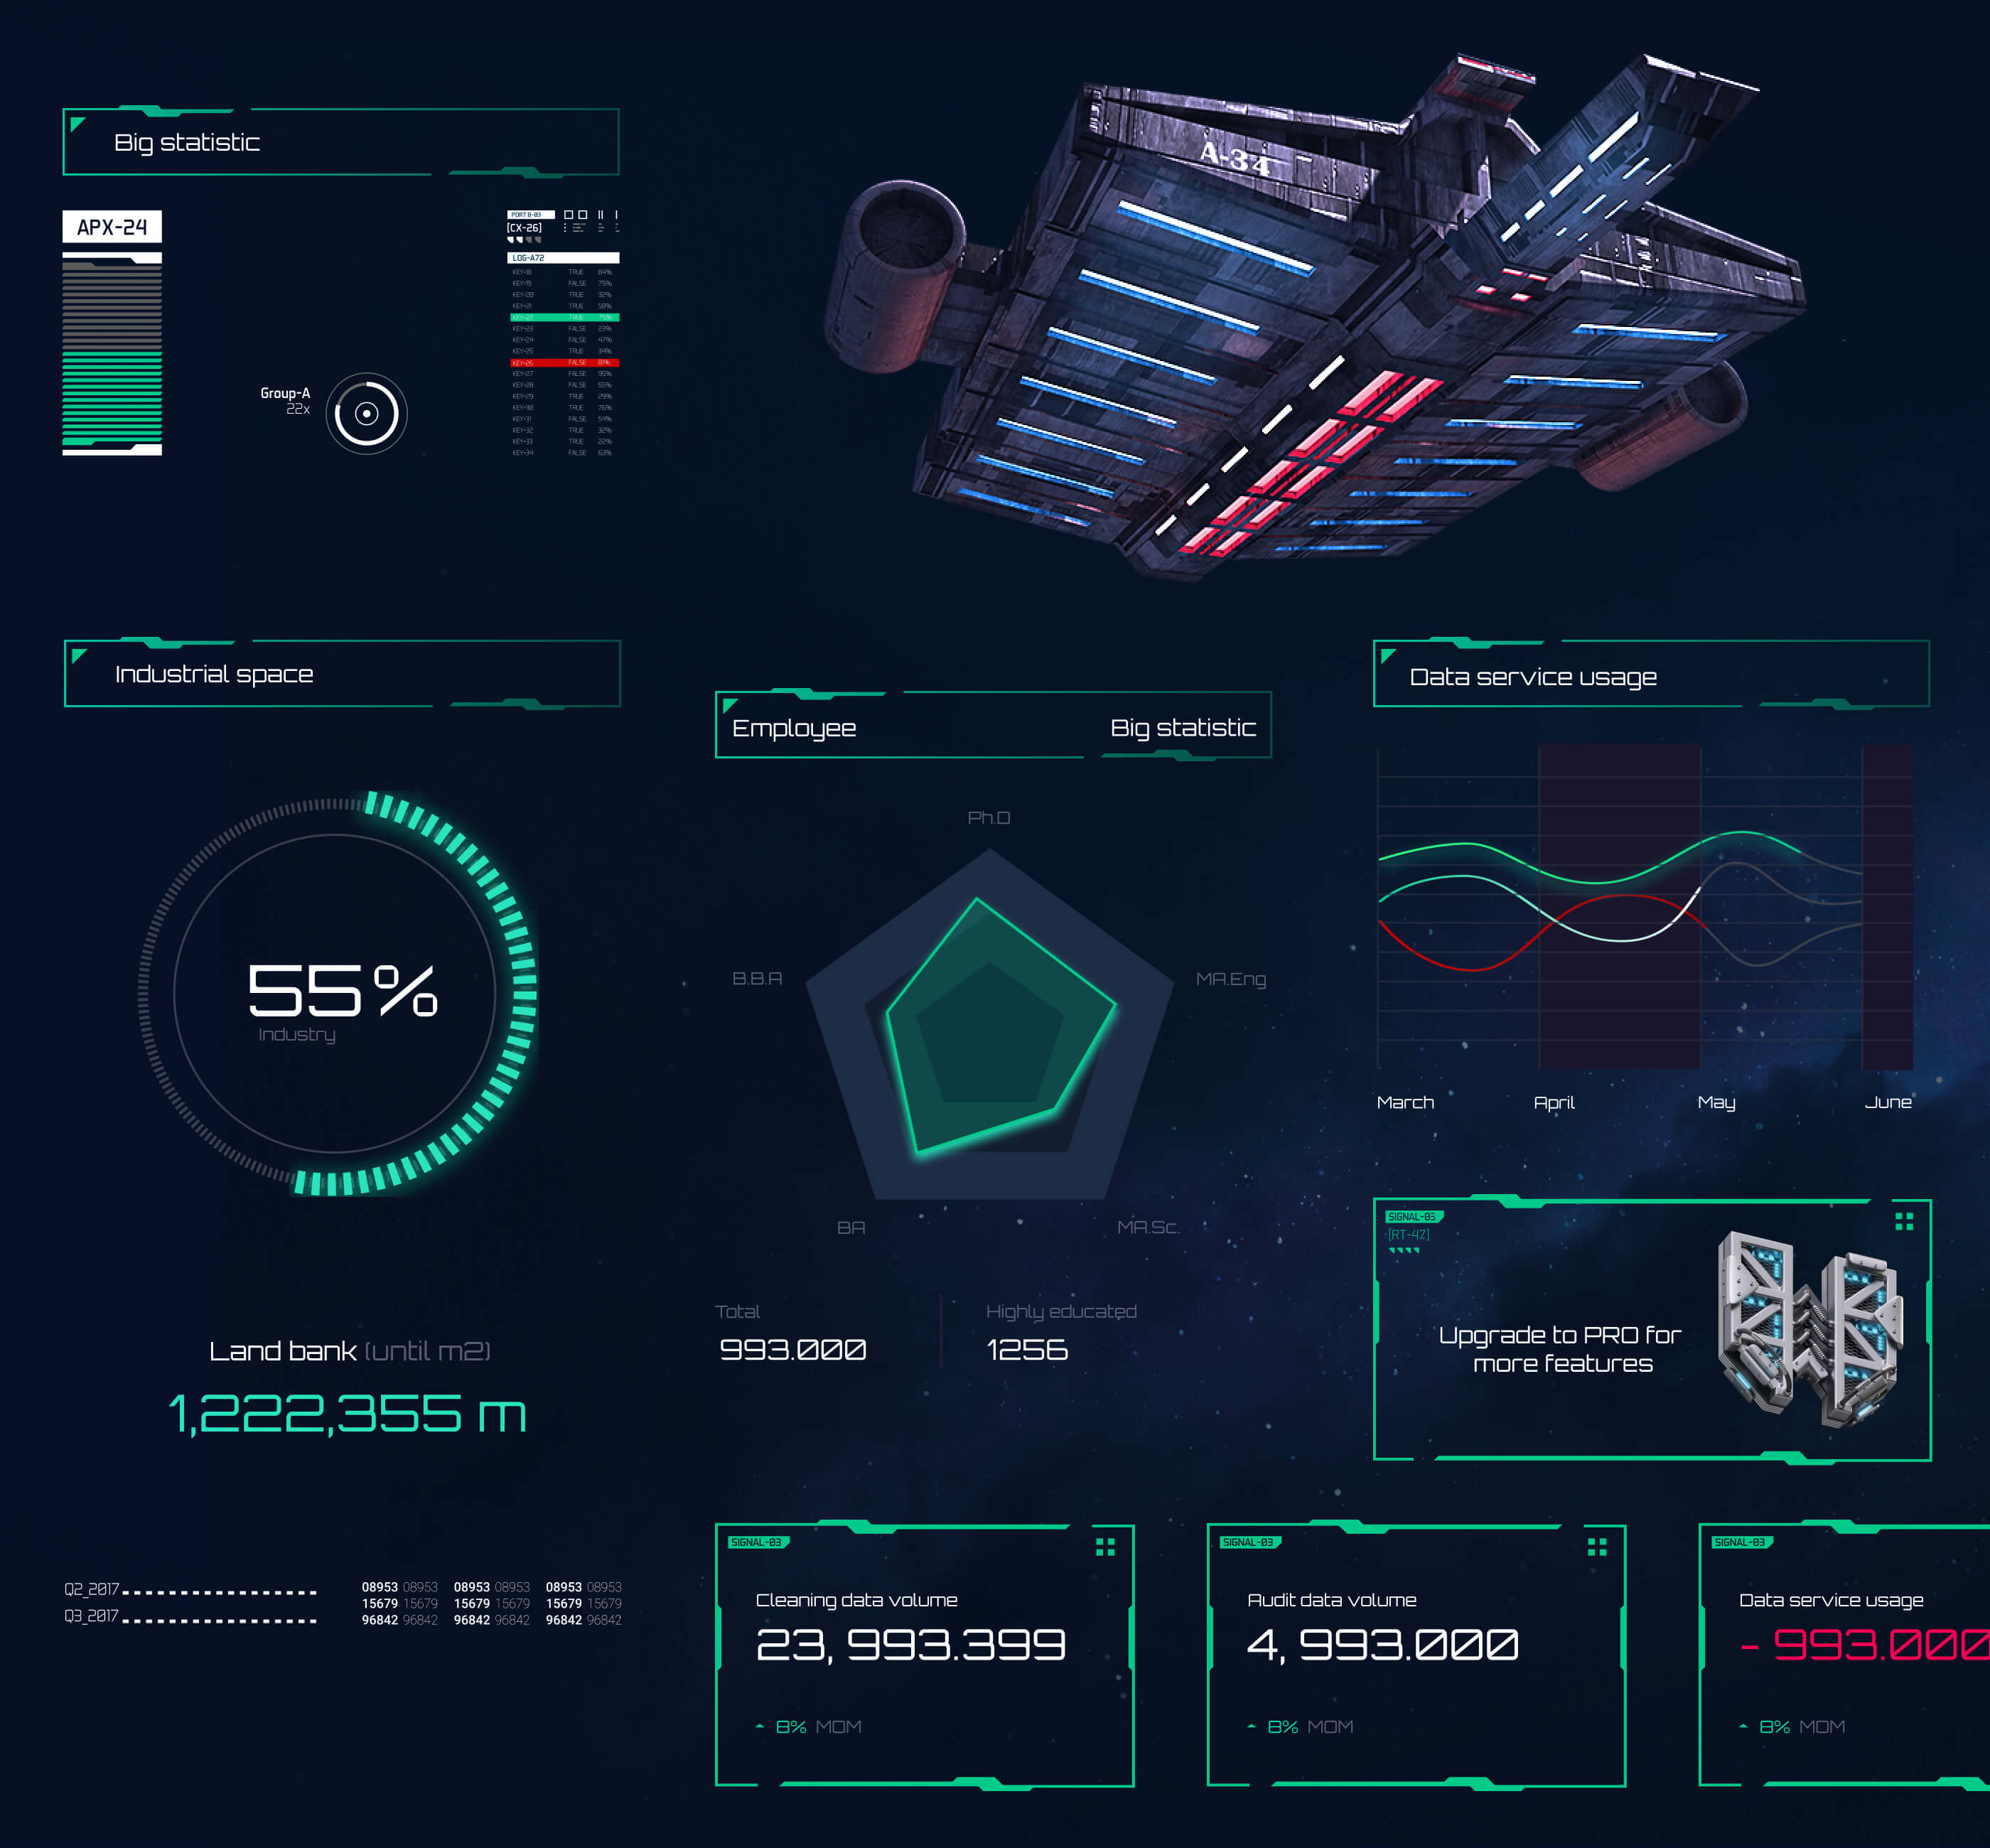 Big statistic
A-34
APX-24
PORT B-03
[CX-26]
LOG-A72
KEY-18 TRUE 84%
KEY-19 FALSE 75%
KEY-20 TRUE 32%
KEY-21 TRUE 58%
KEY-22 TRUE 75%
KEY-23 FALSE 23%
KEY-24 FALSE 47%
KEY-25 TRUE 34%
KEY-26 FALSE 81%
KEY-27 FALSE 95%
KEY-28 FALSE 55%
KEY-29 TRUE 29%
KEY-30 TRUE 76%
KEY-31 FALSE 54%
KEY-32 TRUE 32%
KEY-33 TRUE 22%
KEY-34 FALSE 63%
Group-A
22x
Industrial space
55%
Industry
Land bank (until m2)
1,222,355 m
Q2_2017
Q3_2017
08953 08953 08953 08953 08953 08953
15679 15679 15679 15679 15679 15679
96842 96842 96842 96842 96842 96842
Employee Big statistic
Ph.D
B.B.A
MA.Eng
BA
MA.Sc.
Total
993.000
Highly educated
1256
Data service usage
March April May June
SIGNAL-05
-[RT-47]
Upgrade to PRO for
more features
SIGNAL-03
Cleaning data volume
23, 993.399
8% MOM
SIGNAL-03
Audit data volume
4, 993.000
8% MOM
SIGNAL-03
Data service usage
- 993.000
8% MOM